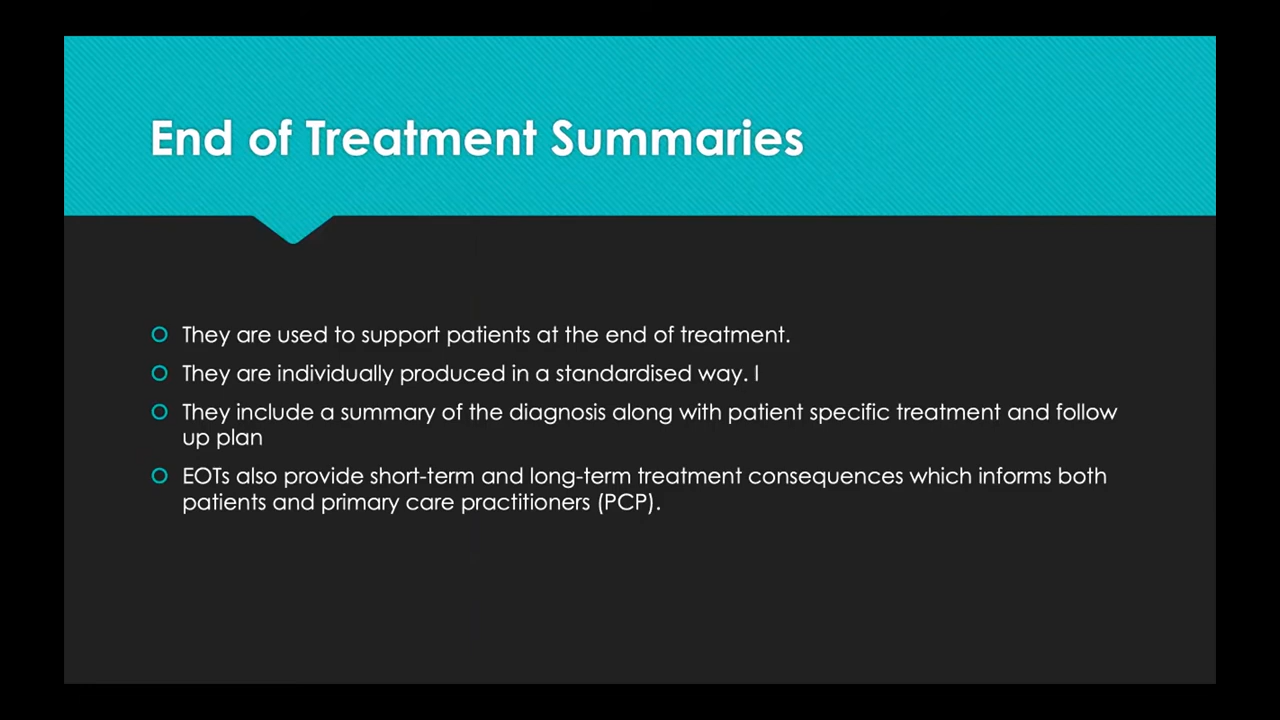 End of Treatment Summaries
They are used to support patients at the end of treatment.
They are individually produced in a standardised way. I
They include a summary of the diagnosis along with patient specific treatment and follow
up plan
EOTs also provide short-term and long-term treatment consequences which informs both
patients and primary care practitioners (PCP).